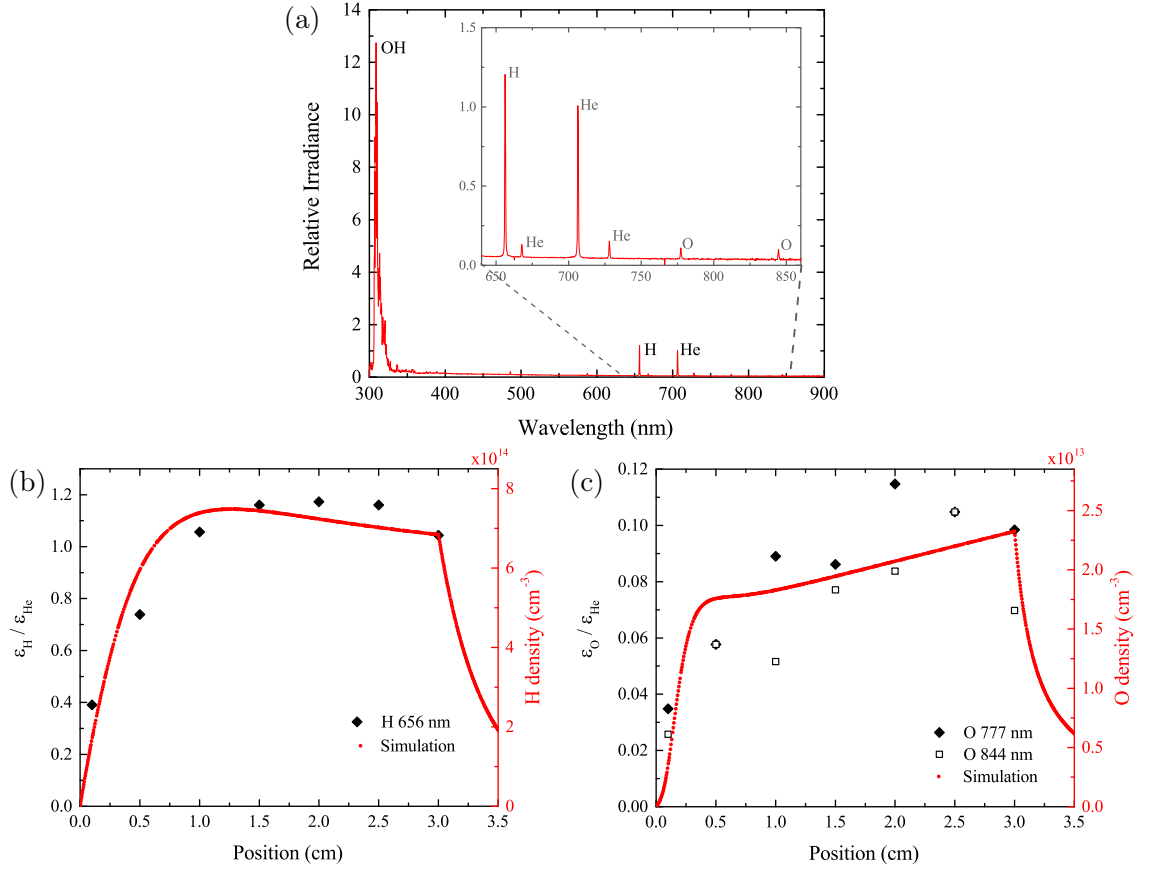 (a)
14
12
10
8
6
4
2
0
Relative Irradiance
OH
H
He
300 400 500 600 700 800 900
Wavelength (nm)
1.5
1.0
0.5
0.0
H
He
He
He
O
O
650 700 750 800 850
(b)
1.2
1.0
0.8
0.6
0.4
0.2
0.0
ε_H / ε_He
x10^14
8
6
4
2
0
H density (cm^-3)
H 656 nm
Simulation
0.0 0.5 1.0 1.5 2.0 2.5 3.0 3.5
Position (cm)
(c)
0.12
0.10
0.08
0.06
0.04
0.02
0.00
ε_O / ε_He
x10^13
2.5
2.0
1.5
1.0
0.5
0.0
O density (cm^-3)
O 777 nm
O 844 nm
Simulation
0.0 0.5 1.0 1.5 2.0 2.5 3.0 3.5
Position (cm)